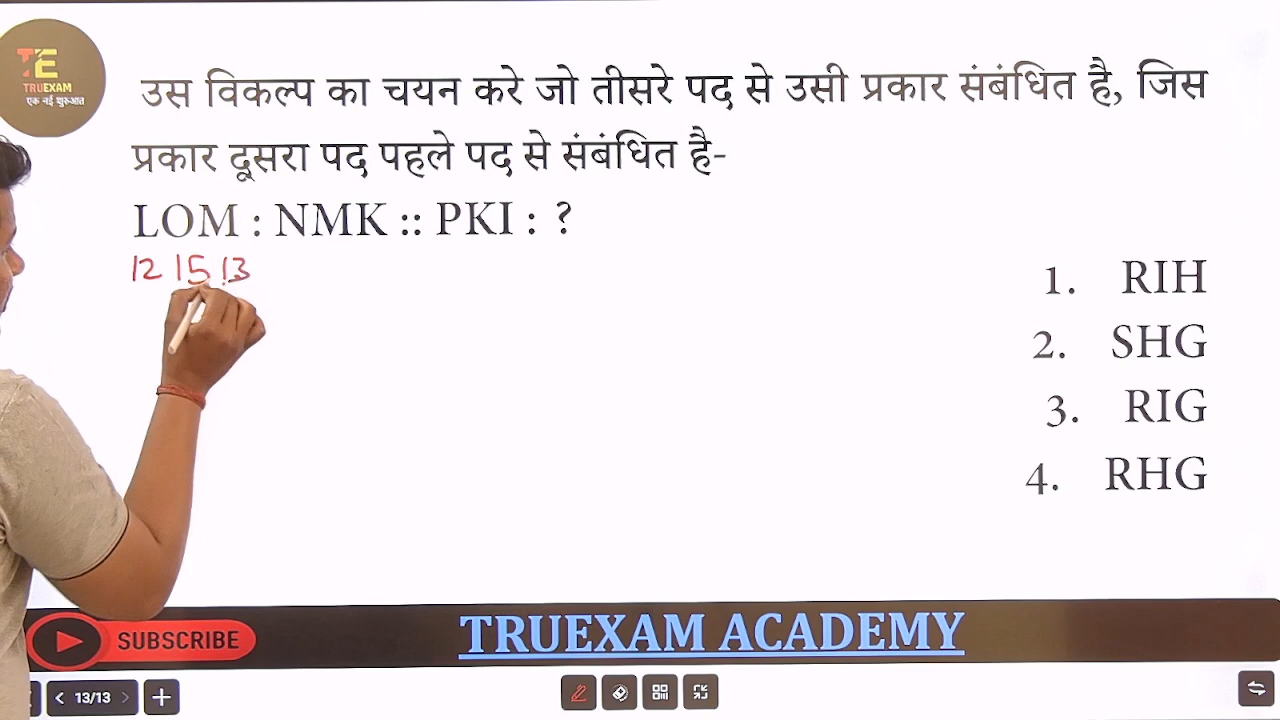 TE
TRUEXAM
एक नई शुरुआत
उस विकल्प का चयन करे जो तीसरे पद से उसी प्रकार संबंधित है, जिस
प्रकार दूसरा पद पहले पद से संबंधित है-
LOM : NMK :: PKI : ?
12 15 13
1. RIH
2. SHG
3. RIG
4. RHG
SUBSCRIBE
TRUEXAM ACADEMY
< 13/13 > +